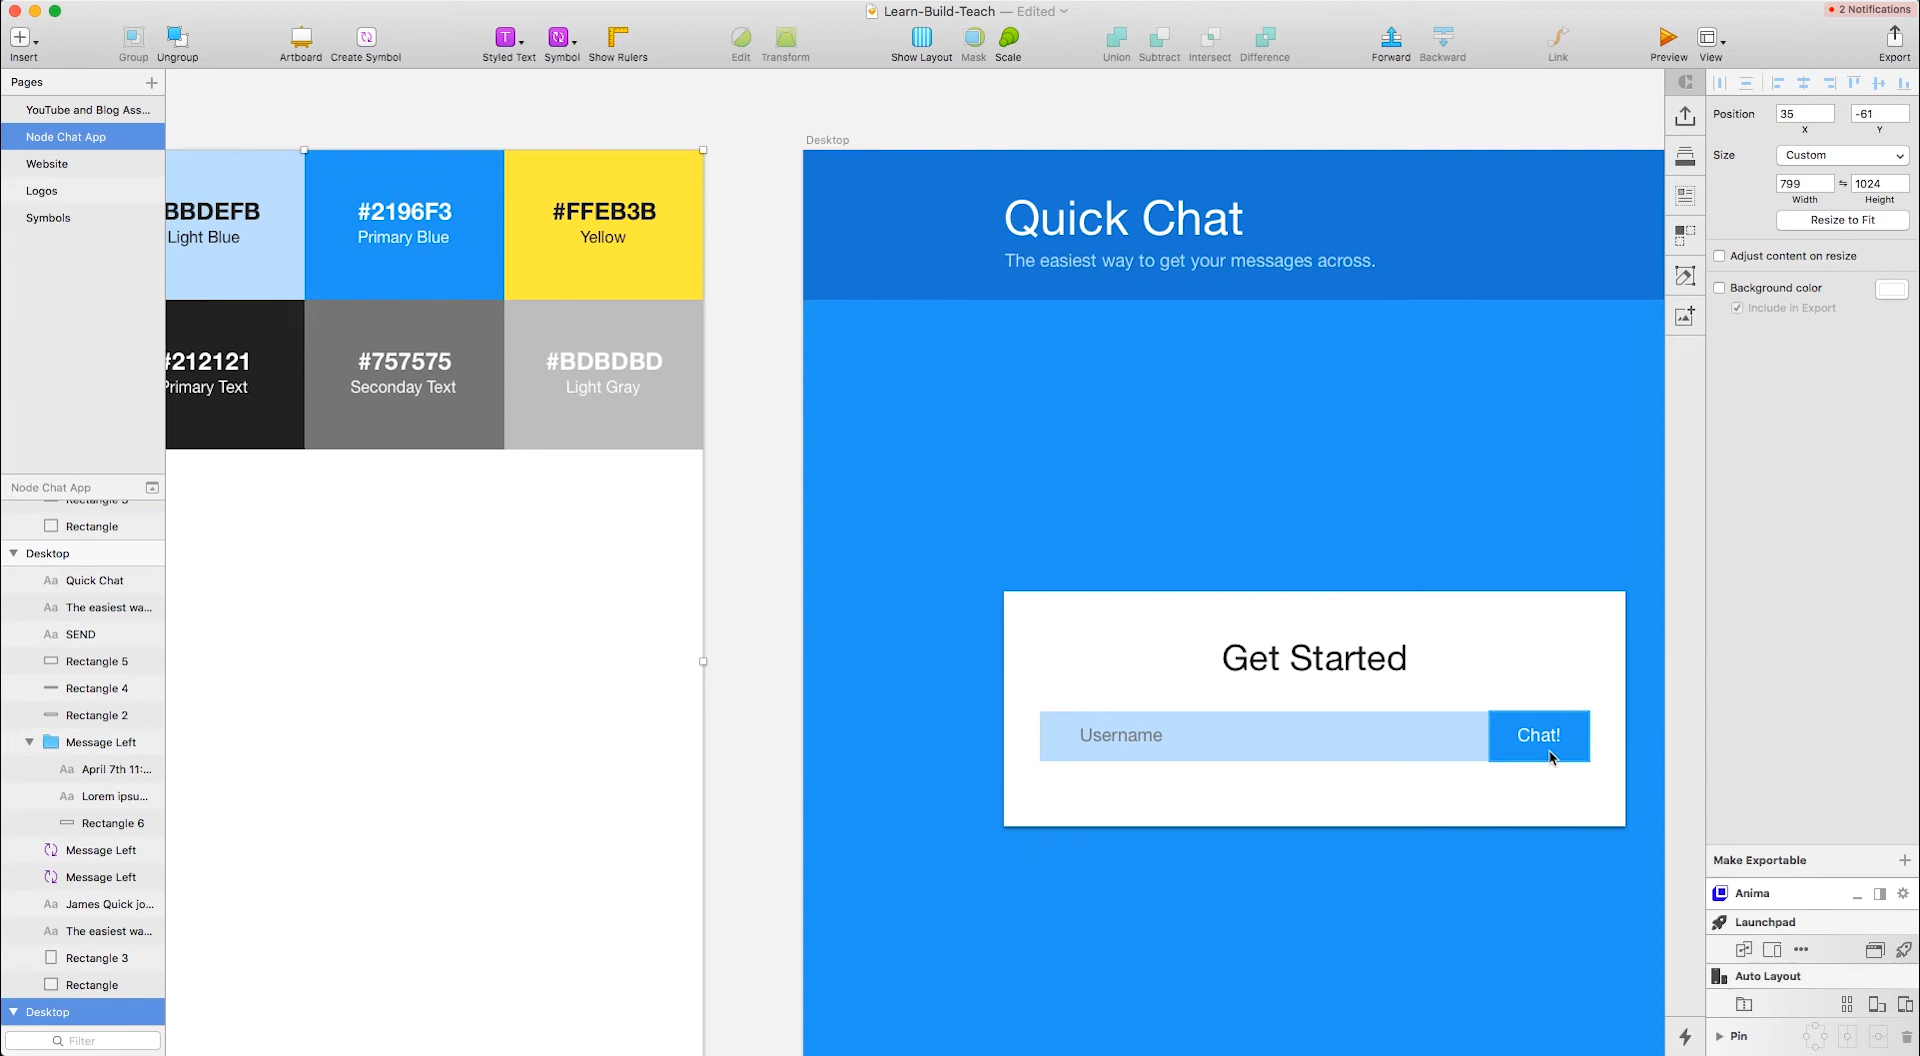 Learn-Build-Teach — Edited
2 Notifications
Insert
Group
Ungroup
Artboard
Create Symbol
Styled Text
Symbol
Show Rulers
Edit
Transform
Show Layout
Mask
Scale
Union
Subtract
Intersect
Difference
Forward
Backward
Link
Preview
View
Export
Pages
YouTube and Blog Ass...
Node Chat App
Website
Logos
Symbols
Node Chat App
Rectangle
Desktop
Aa Quick Chat
Aa The easiest wa...
Aa SEND
Rectangle 5
Rectangle 4
Rectangle 2
Message Left
Aa April 7th 11:...
Aa Lorem ipsu...
Rectangle 6
Message Left
Message Left
Aa James Quick jo...
Aa The easiest wa...
Rectangle 3
Rectangle
Desktop
Filter
BBDEFB
Light Blue
#2196F3
Primary Blue
#FFEB3B
Yellow
#212121
Primary Text
#757575
Seconday Text
#BDBDBD
Light Gray
Desktop
Quick Chat
The easiest way to get your messages across.
Get Started
Username
Chat!
Position
35
-61
X
Y
Size
Custom
799
1024
Width
Height
Resize to Fit
Adjust content on resize
Background color
Include in Export
Make Exportable
Anima
Launchpad
Auto Layout
Pin